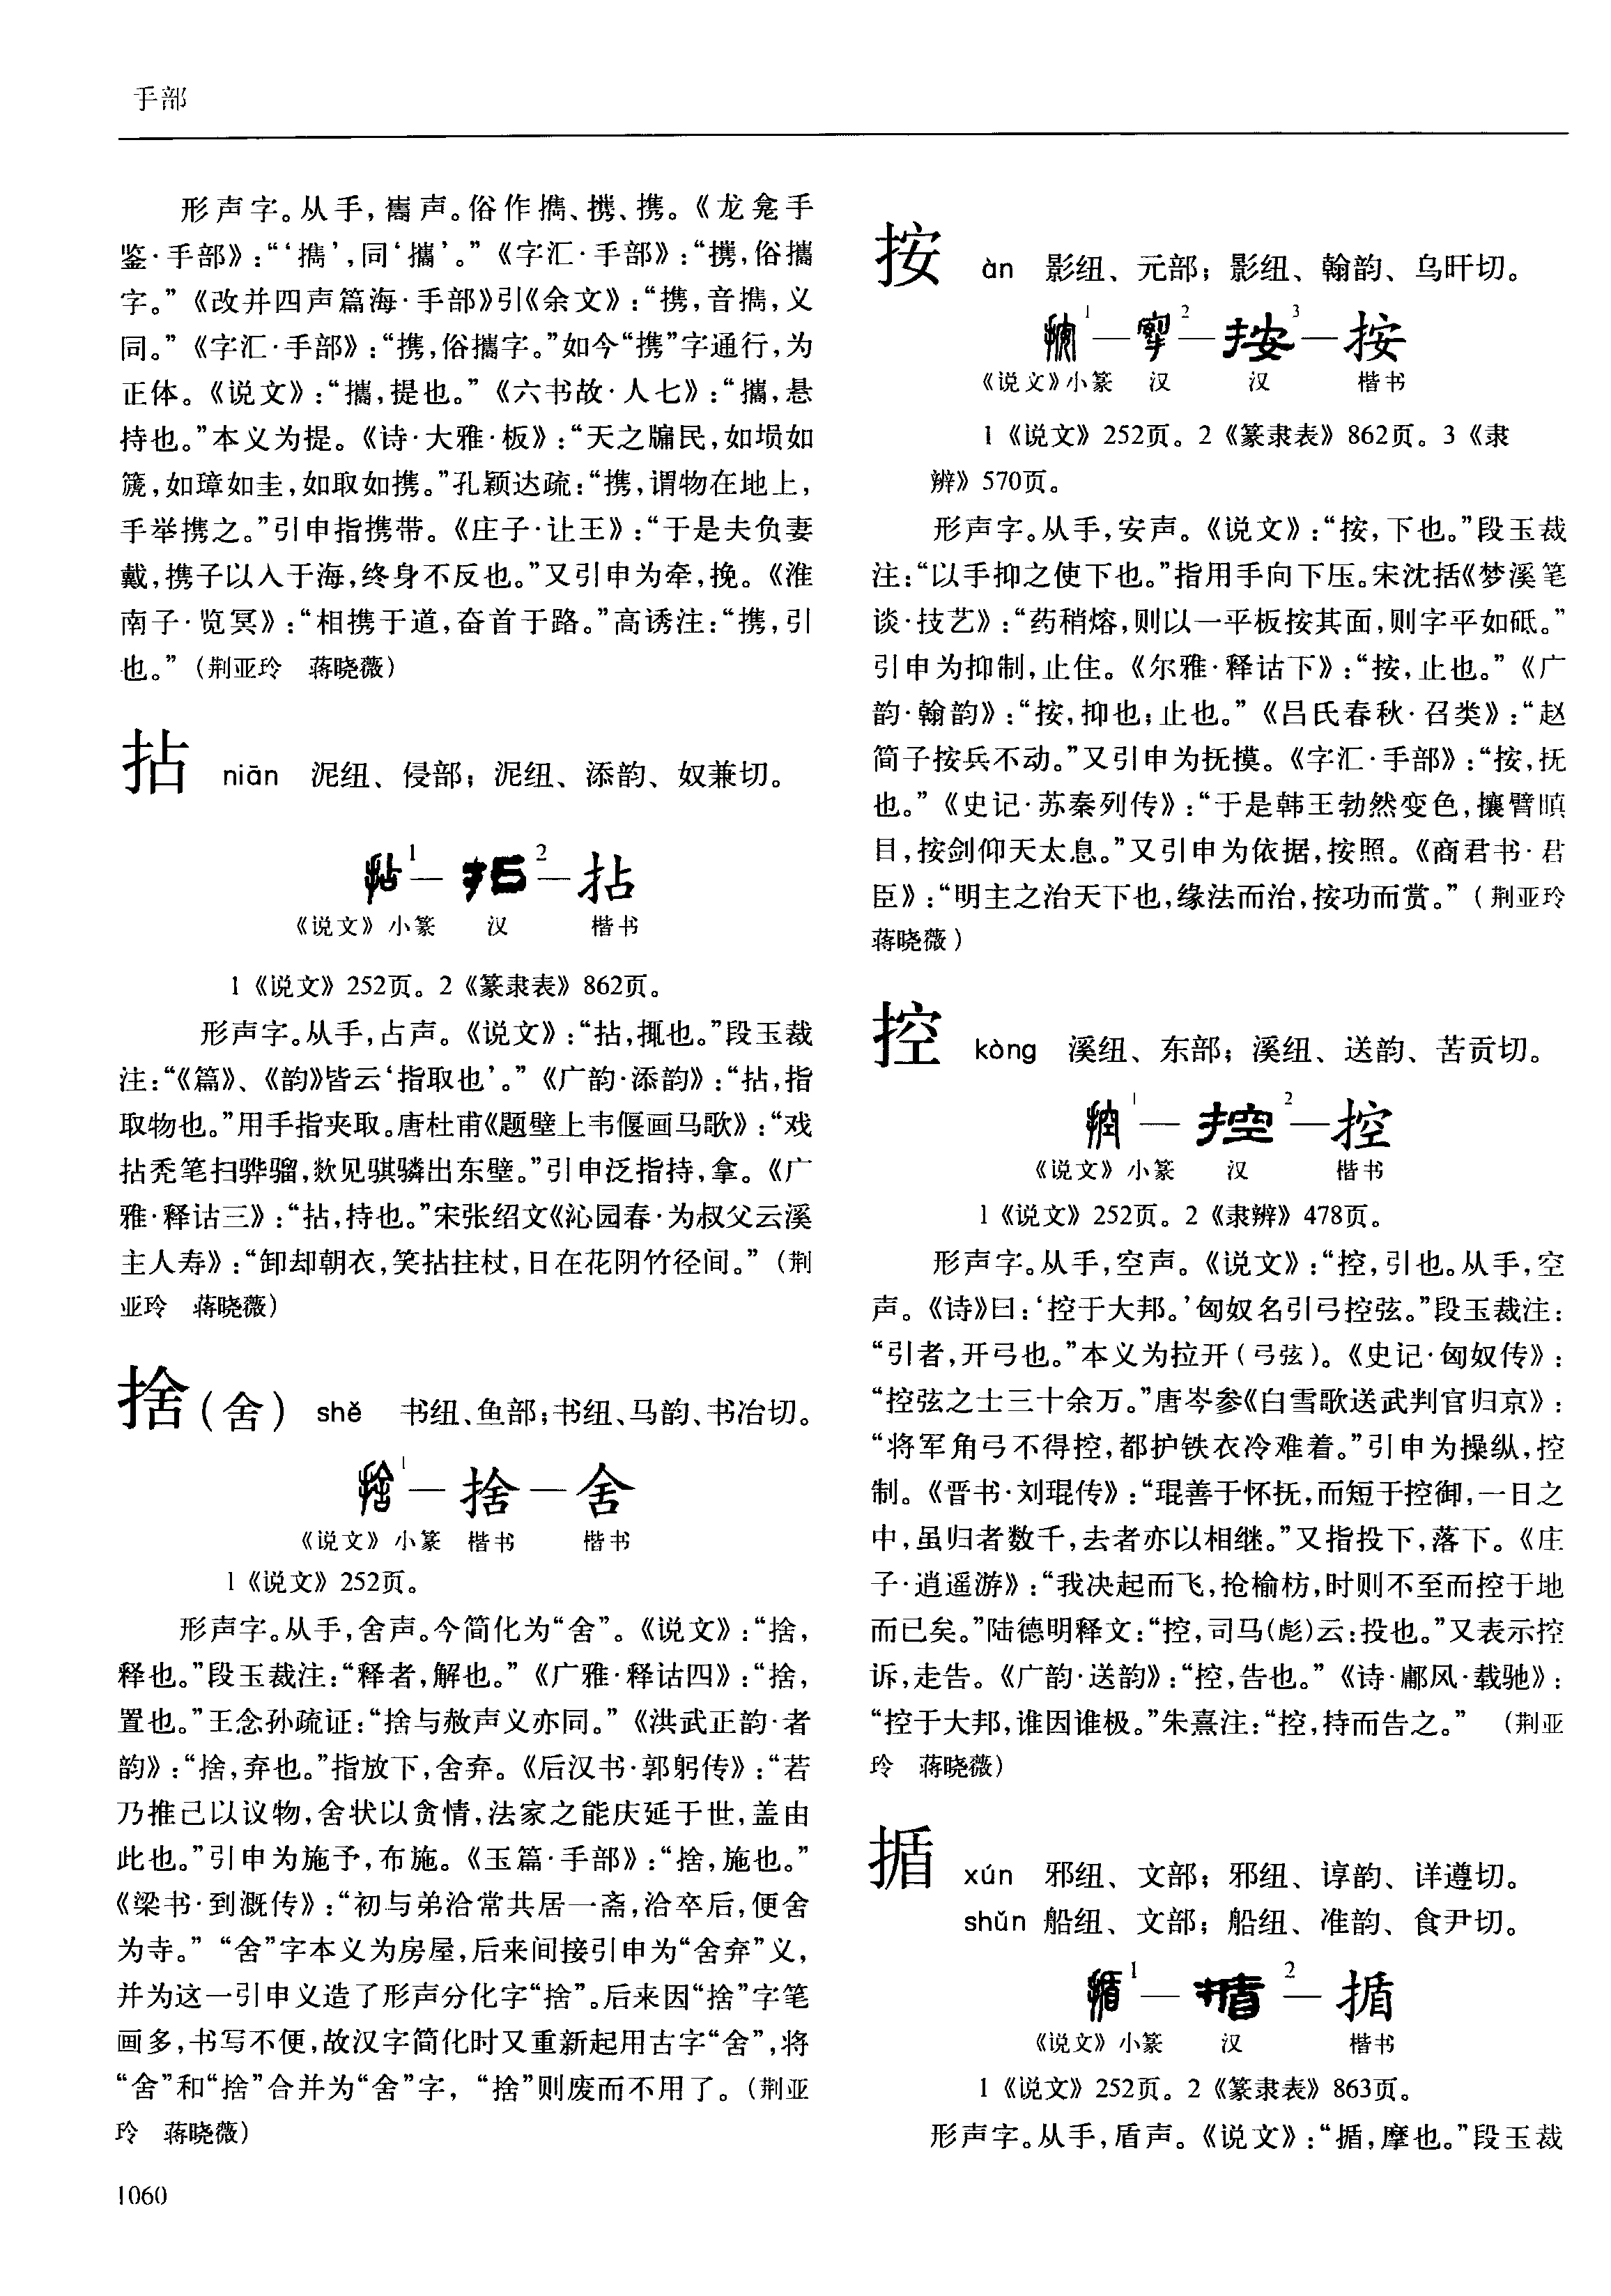 手部
形声字。从手，巂声。俗作擕、㩗、携。《龙龛手
鉴·手部》：“‘擕’，同‘攜’。”《字汇·手部》：“㩗，俗攜
字。”《改并四声篇海·手部》引《余文》：“携，音擕，义
同。”《字汇·手部》：“携，俗攜字。”如今“携”字通行，为
正体。《说文》：“攜，提也。”《六书故·人七》：“攜，悬
持也。”本义为提。《诗·大雅·板》：“天之牖民，如埙如
篪，如璋如圭，如取如携。”孔颖达疏：“携，谓物在地上，
手举携之。”引申指携带。《庄子·让王》：“于是夫负妻
戴，携子以入于海，终身不反也。”又引申为牵，挽。《淮
南子·览冥》：“相携于道，奋首于路。”高诱注：“携，引
也。”（荆亚玲　蒋晓薇）
拈 niān 泥纽、侵部；泥纽、添韵、奴兼切。
1—2—拈
《说文》小篆 汉 楷书
1《说文》252页。2《篆隶表》862页。
形声字。从手，占声。《说文》：“拈，㧖也。”段玉裁
注：“《篇》、《韵》皆云‘指取也’。”《广韵·添韵》：“拈，指
取物也。”用手指夹取。唐杜甫《题壁上韦偃画马歌》：“戏
拈秃笔扫骅骝，欻见骐驎出东壁。”引申泛指持，拿。《广
雅·释诂三》：“拈，持也。”宋张绍文《沁园春·为叔父云溪
主人寿》：“卸却朝衣，笑拈拄杖，日在花阴竹径间。”（荆
亚玲　蒋晓薇）
捨（舍） shě 书纽、鱼部；书纽、马韵、书冶切。
1—捨—舍
《说文》小篆 楷书 楷书
1《说文》252页。
形声字。从手，舍声。今简化为“舍”。《说文》：“捨，
释也。”段玉裁注：“释者，解也。”《广雅·释诂四》：“捨，
置也。”王念孙疏证：“捨与赦声义亦同。”《洪武正韵·者
韵》：“捨，弃也。”指放下，舍弃。《后汉书·郭躬传》：“若
乃推己以议物，舍状以贪情，法家之能庆延于世，盖由
此也。”引申为施予，布施。《玉篇·手部》：“捨，施也。”
《梁书·到溉传》：“初与弟洽常共居一斋，洽卒后，便舍
为寺。”“舍”字本义为房屋，后来间接引申为“舍弃”义，
并为这一引申义造了形声分化字“捨”。后来因“捨”字笔
画多，书写不便，故汉字简化时又重新起用古字“舍”，将
“舍”和“捨”合并为“舍”字，“捨”则废而不用了。（荆亚
玲　蒋晓薇）
1060
按 àn 影纽、元部；影纽、翰韵、乌旰切。
1—2—按3—按
《说文》小篆 汉 汉 楷书
1《说文》252页。2《篆隶表》862页。3《隶
辨》570页。
形声字。从手，安声。《说文》：“按，下也。”段玉裁
注：“以手抑之使下也。”指用手向下压。宋沈括《梦溪笔
谈·技艺》：“药稍熔，则以一平板按其面，则字平如砥。”
引申为抑制，止住。《尔雅·释诂下》：“按，止也。”《广
韵·翰韵》：“按，抑也；止也。”《吕氏春秋·召类》：“赵
简子按兵不动。”又引申为抚摸。《字汇·手部》：“按，抚
也。”《史记·苏秦列传》：“于是韩王勃然变色，攘臂瞋
目，按剑仰天太息。”又引申为依据，按照。《商君书·君
臣》：“明主之治天下也，缘法而治，按功而赏。”（荆亚玲
蒋晓薇）
控 kòng 溪纽、东部；溪纽、送韵、苦贡切。
1—控2—控
《说文》小篆 汉 楷书
1《说文》252页。2《隶辨》478页。
形声字。从手，空声。《说文》：“控，引也。从手，空
声。《诗》曰：‘控于大邦。’匈奴名引弓控弦。”段玉裁注：
“引者，开弓也。”本义为拉开（弓弦）。《史记·匈奴传》：
“控弦之士三十余万。”唐岑参《白雪歌送武判官归京》：
“将军角弓不得控，都护铁衣冷难着。”引申为操纵，控
制。《晋书·刘琨传》：“琨善于怀抚，而短于控御，一日之
中，虽归者数千，去者亦以相继。”又指投下，落下。《庄
子·逍遥游》：“我决起而飞，抢榆枋，时则不至而控于地
而已矣。”陆德明释文：“控，司马（彪）云：投也。”又表示控
诉，走告。《广韵·送韵》：“控，告也。”《诗·鄘风·载驰》：
“控于大邦，谁因谁极。”朱熹注：“控，持而告之。”（荆亚
玲　蒋晓薇）
揗 xún 邪纽、文部；邪纽、谆韵、详遵切。
shǔn 船纽、文部；船纽、准韵、食尹切。
1—揗2—揗
《说文》小篆 汉 楷书
1《说文》252页。2《篆隶表》863页。
形声字。从手，盾声。《说文》：“揗，摩也。”段玉裁